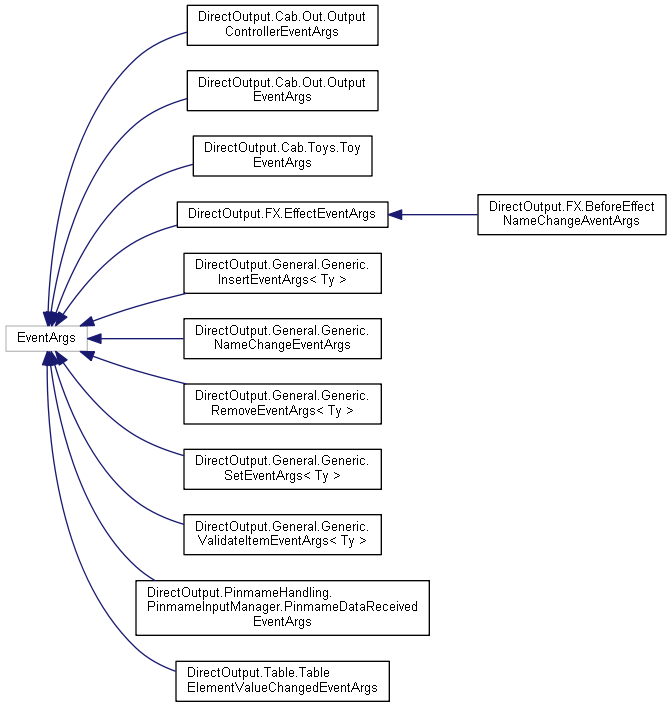 DirectOutput.Cab.Out.Output
ControllerEventArgs
DirectOutput.Cab.Out.Output
EventArgs
DirectOutput.Cab.Toys.Toy
EventArgs
DirectOutput.FX.EffectEventArgs
DirectOutput.FX.BeforeEffect
NameChangeAventArgs
DirectOutput.General.Generic.
InsertEventArgs< Ty >
EventArgs
DirectOutput.General.Generic.
NameChangeEventArgs
DirectOutput.General.Generic.
RemoveEventArgs< Ty >
DirectOutput.General.Generic.
SetEventArgs< Ty >
DirectOutput.General.Generic.
ValidateItemEventArgs< Ty >
DirectOutput.PinmameHandling.
PinmameInputManager.PinmameDataReceived
EventArgs
DirectOutput.Table.Table
ElementValueChangedEventArgs